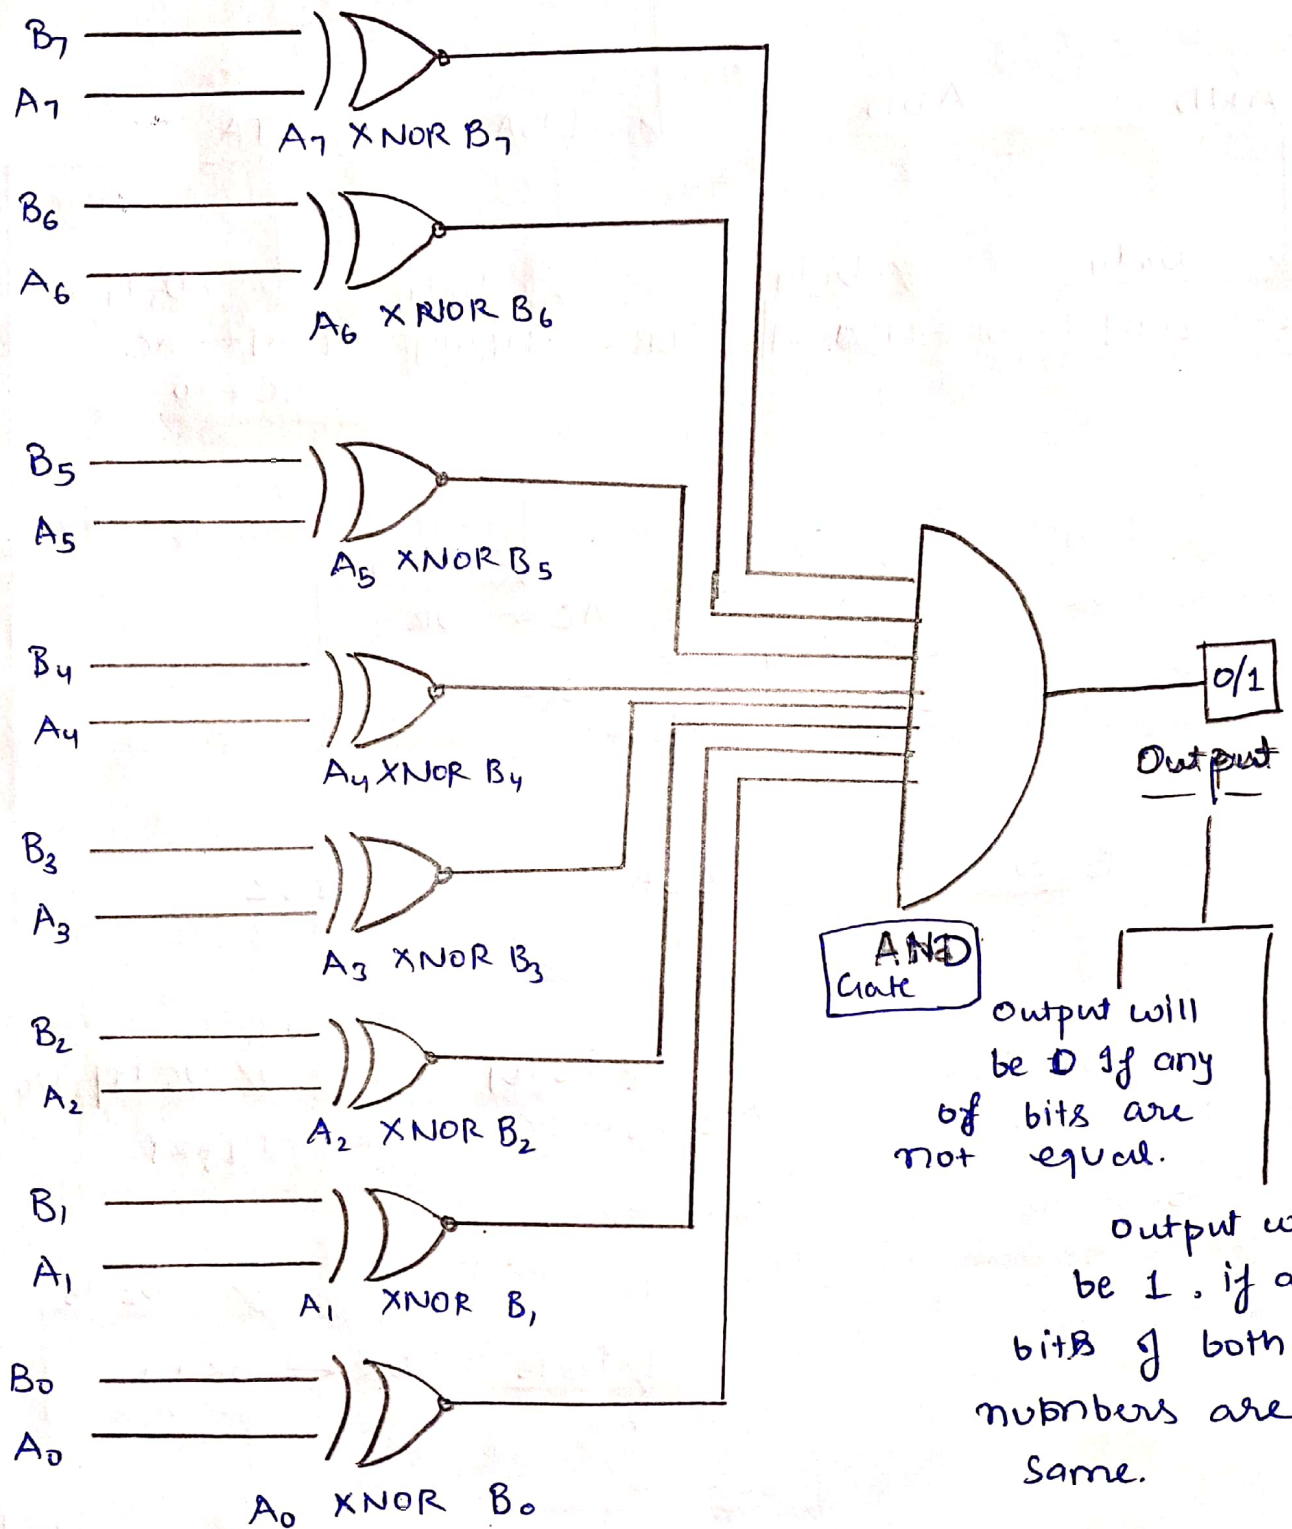 B7
A7
A7 XNOR B7
B6
A6
A6 XNOR B6
B5
A5
A5 XNOR B5
B4
A4
A4 XNOR B4
0/1
Output
B3
A3
A3 XNOR B3
AND
Gate
Output will
be 0 If any
of bits are
not equal.
B2
A2
A2 XNOR B2
B1
A1
A1 XNOR B1
output
be 1, if
bits of both
numbers are
same.
B0
A0
A0 XNOR B0